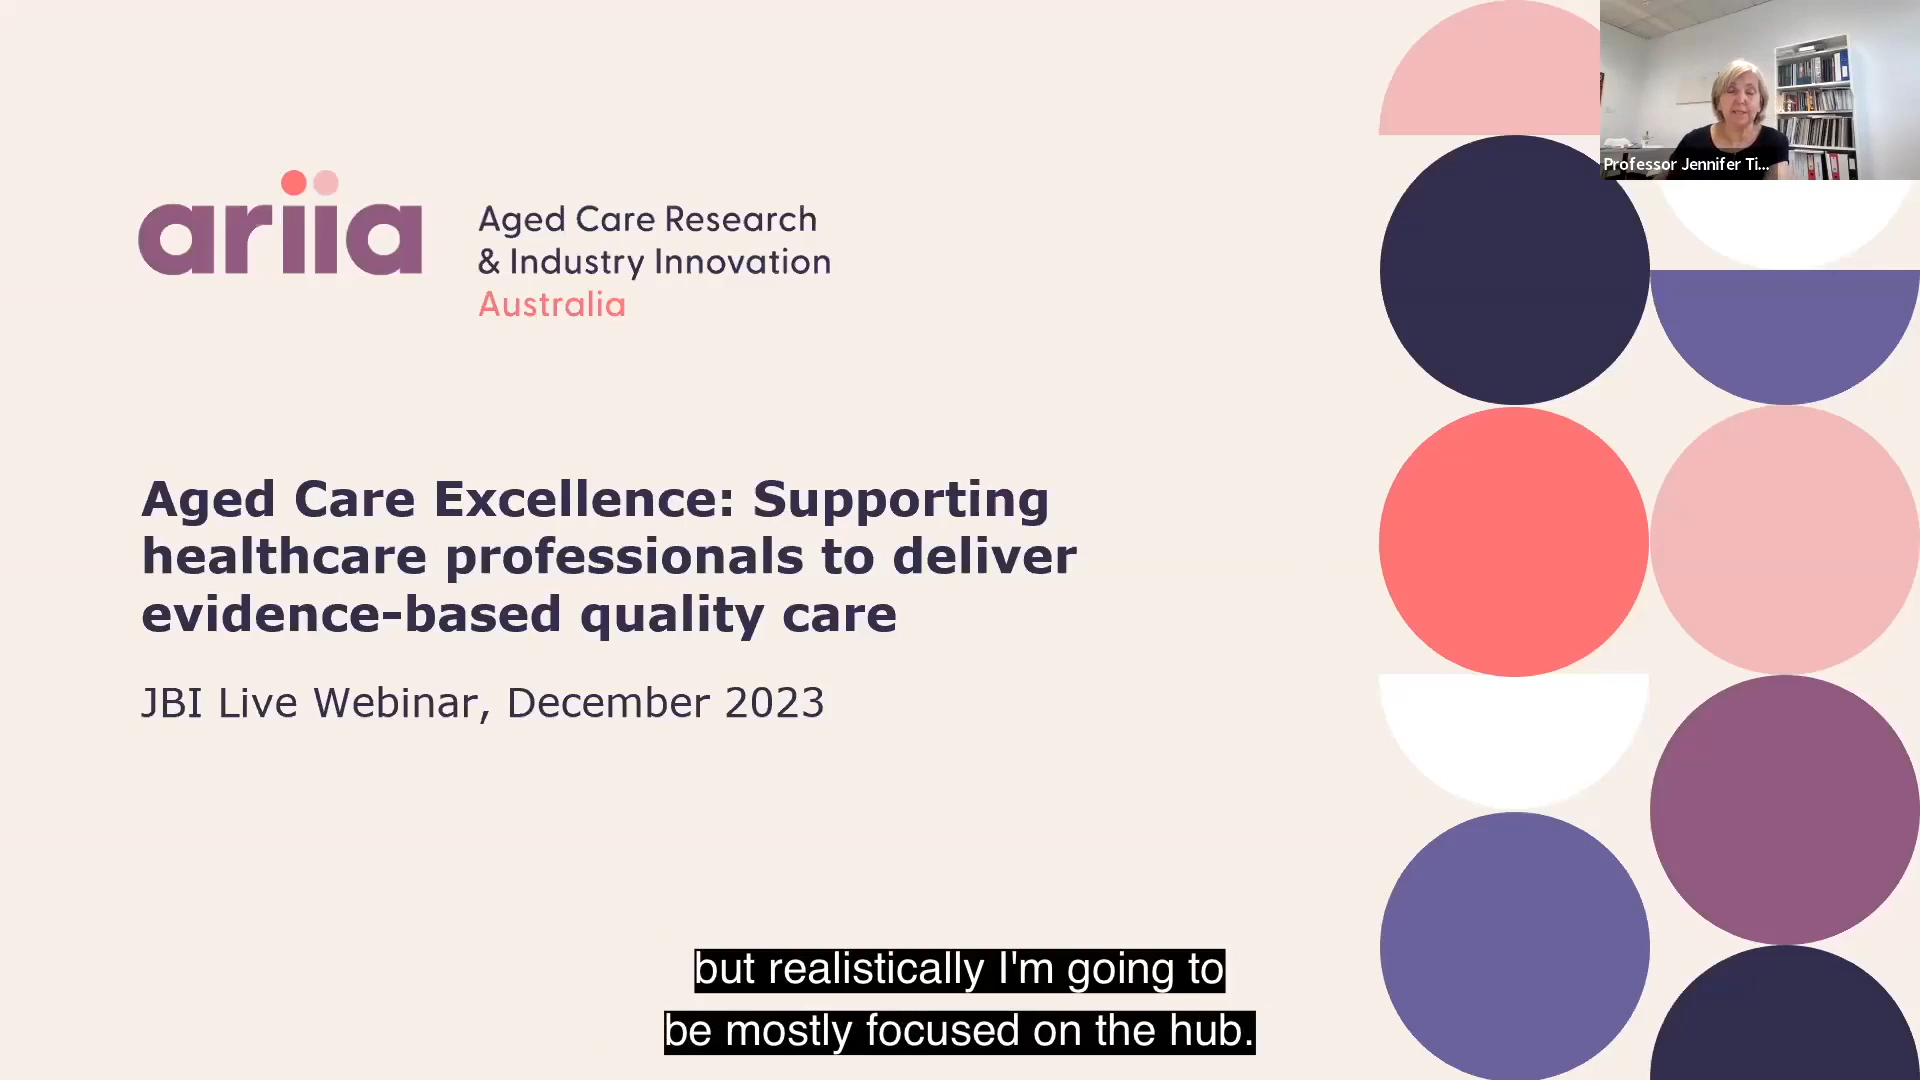 ariia
Aged Care Research
& Industry Innovation
Australia
Professor Jennifer Ti...
Aged Care Excellence: Supporting
healthcare professionals to deliver
evidence-based quality care
JBI Live Webinar, December 2023
but realistically I'm going to
be mostly focused on the hub.